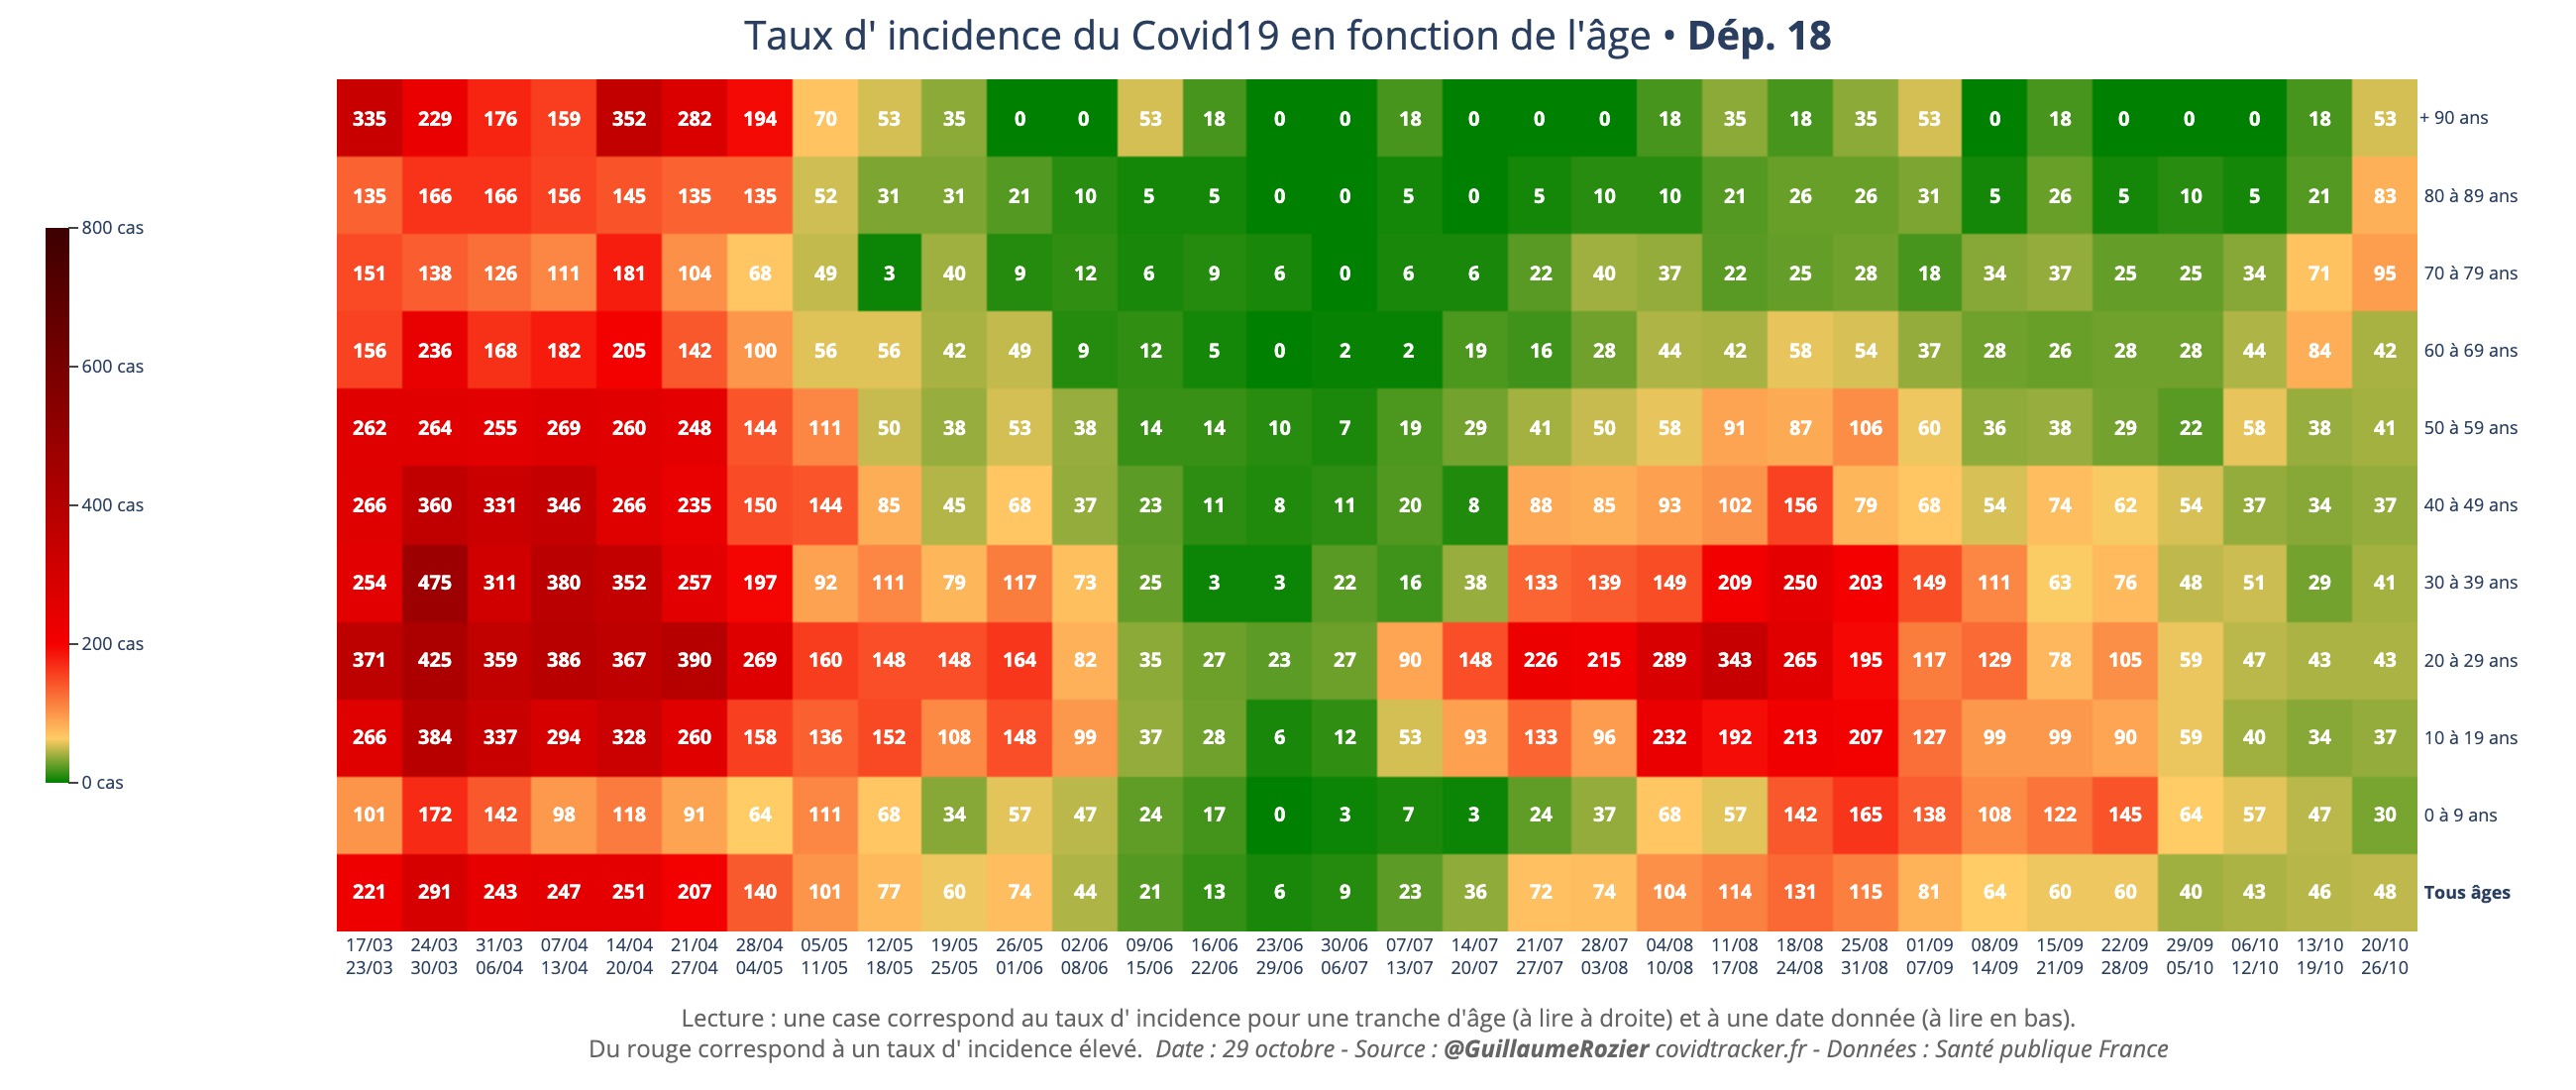 Taux d' incidence du Covid19 en fonction de l'âge • Dép. 18
335 229 176 159 352 282 194 70 53 35 0 0 53 18 0 0 18 0 0 0 18 35 18 35 53 0 18 0 0 0 18 53 + 90 ans
135 166 166 156 145 135 135 52 31 31 21 10 5 5 0 0 5 0 5 10 10 21 26 26 31 5 26 5 10 5 21 83 80 à 89 ans
800 cas
151 138 126 111 181 104 68 49 3 40 9 12 6 9 6 0 6 6 22 40 37 22 25 28 18 34 37 25 25 34 71 95 70 à 79 ans
156 236 168 182 205 142 100 56 56 42 49 9 12 5 0 2 2 19 16 28 44 42 58 54 37 28 26 28 28 44 84 42 60 à 69 ans
600 cas
262 264 255 269 260 248 144 111 50 38 53 38 14 14 10 7 19 29 41 50 58 91 87 106 60 36 38 29 22 58 38 41 50 à 59 ans
400 cas
266 360 331 346 266 235 150 144 85 45 68 37 23 11 8 11 20 8 88 85 93 102 156 79 68 54 74 62 54 37 34 37 40 à 49 ans
254 475 311 380 352 257 197 92 111 79 117 73 25 3 3 22 16 38 133 139 149 209 250 203 149 111 63 76 48 51 29 41 30 à 39 ans
200 cas
371 425 359 386 367 390 269 160 148 148 164 82 35 27 23 27 90 148 226 215 289 343 265 195 117 129 78 105 59 47 43 43 20 à 29 ans
266 384 337 294 328 260 158 136 152 108 148 99 37 28 6 12 53 93 133 96 232 192 213 207 127 99 99 90 59 40 34 37 10 à 19 ans
0 cas
101 172 142 98 118 91 64 111 68 34 57 47 24 17 0 3 7 3 24 37 68 57 142 165 138 108 122 145 64 57 47 30 0 à 9 ans
221 291 243 247 251 207 140 101 77 60 74 44 21 13 6 9 23 36 72 74 104 114 131 115 81 64 60 60 40 43 46 48 Tous âges
17/03 24/03 31/03 07/04 14/04 21/04 28/04 05/05 12/05 19/05 26/05 02/06 09/06 16/06 23/06 30/06 07/07 14/07 21/07 28/07 04/08 11/08 18/08 25/08 01/09 08/09 15/09 22/09 29/09 06/10 13/10 20/10
23/03 30/03 06/04 13/04 20/04 27/04 04/05 11/05 18/05 25/05 01/06 08/06 15/06 22/06 29/06 06/07 13/07 20/07 27/07 03/08 10/08 17/08 24/08 31/08 07/09 14/09 21/09 28/09 05/10 12/10 19/10 26/10
Lecture : une case correspond au taux d' incidence pour une tranche d'âge (à lire à droite) et à une date donnée (à lire en bas).
Du rouge correspond à un taux d' incidence élevé. Date : 29 octobre - Source : @GuillaumeRozier covidtracker.fr - Données : Santé publique France